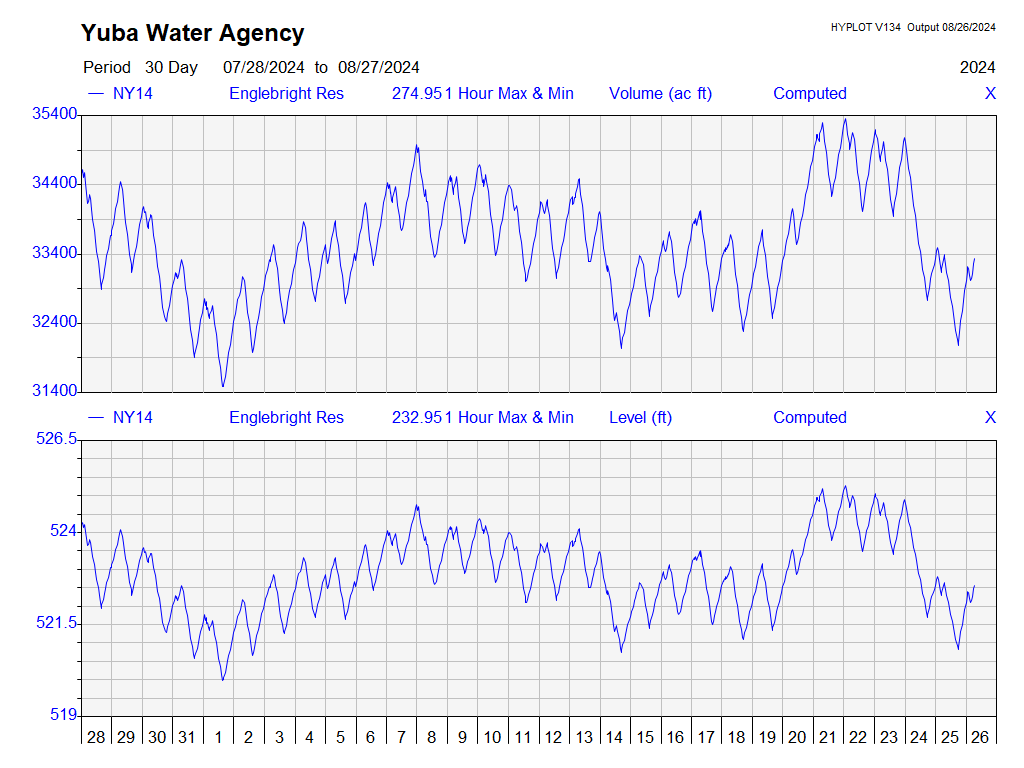 Yuba Water Agency
HYPLOT V134 Output 08/26/2024
Period 30 Day 07/28/2024 to 08/27/2024
2024
NY14 Englebright Res 274.951 Hour Max & Min Volume (ac ft) Computed X
35400
34400
33400
32400
31400
NY14 Englebright Res 232.951 Hour Max & Min Level (ft) Computed X
526.5
524
521.5
519
28 29 30 31 1 2 3 4 5 6 7 8 9 10 11 12 13 14 15 16 17 18 19 20 21 22 23 24 25 26